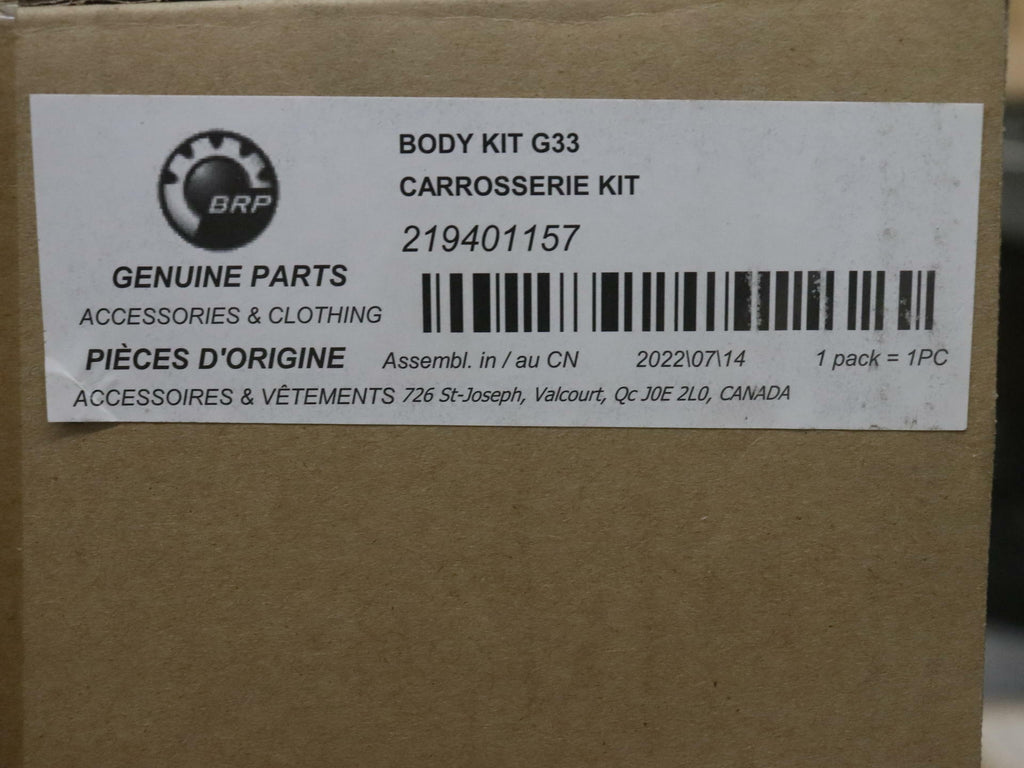 BRP
GENUINE PARTS
ACCESSORIES & CLOTHING
PIÈCES D'ORIGINE
ACCESSOIRES & VÊTEMENTS
BODY KIT G33
CARROSSERIE KIT
219401157
Assembl. in / au CN 2022\07\14 1 pack = 1PC
726 St-Joseph, Valcourt, Qc J0E 2L0, CANADA